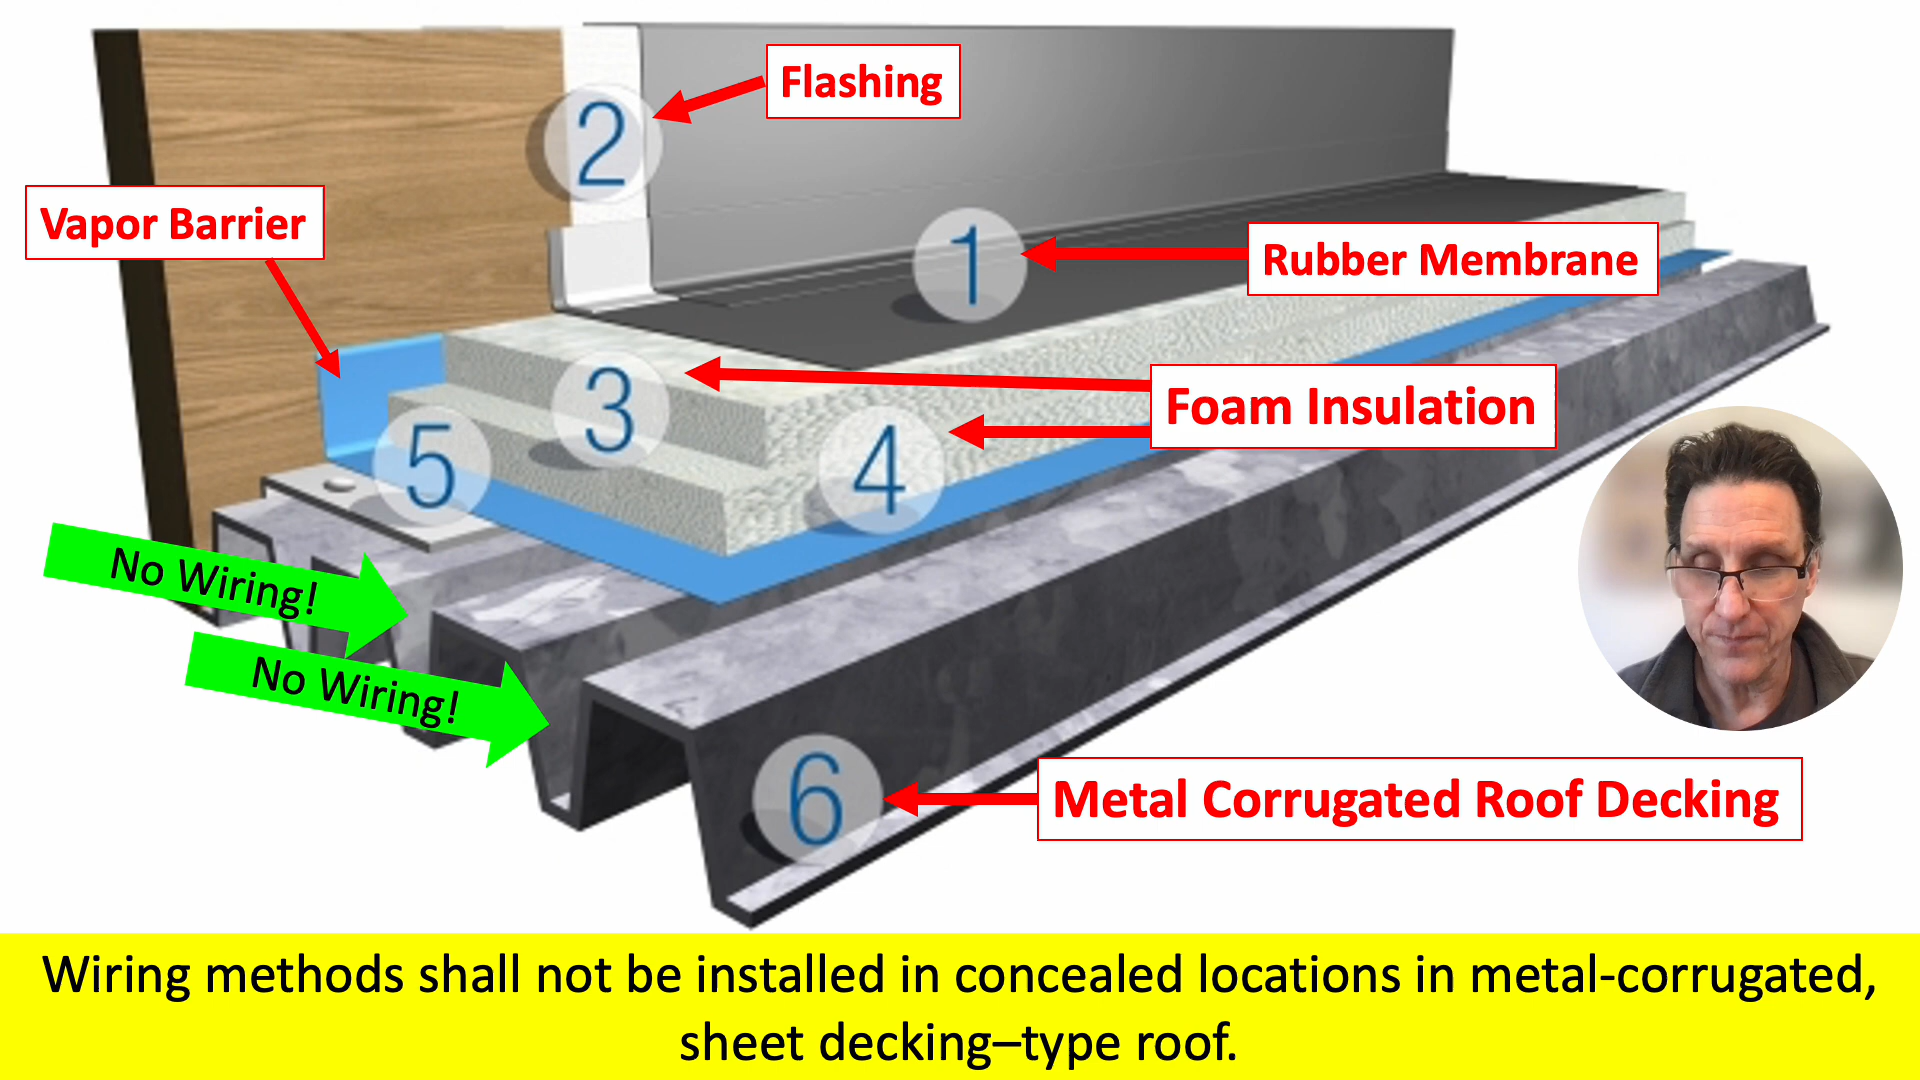 Flashing
2
Vapor Barrier
1
Rubber Membrane
3
Foam Insulation
5
4
No Wiring!
No Wiring!
6
Metal Corrugated Roof Decking
Wiring methods shall not be installed in concealed locations in metal-corrugated,
sheet decking–type roof.